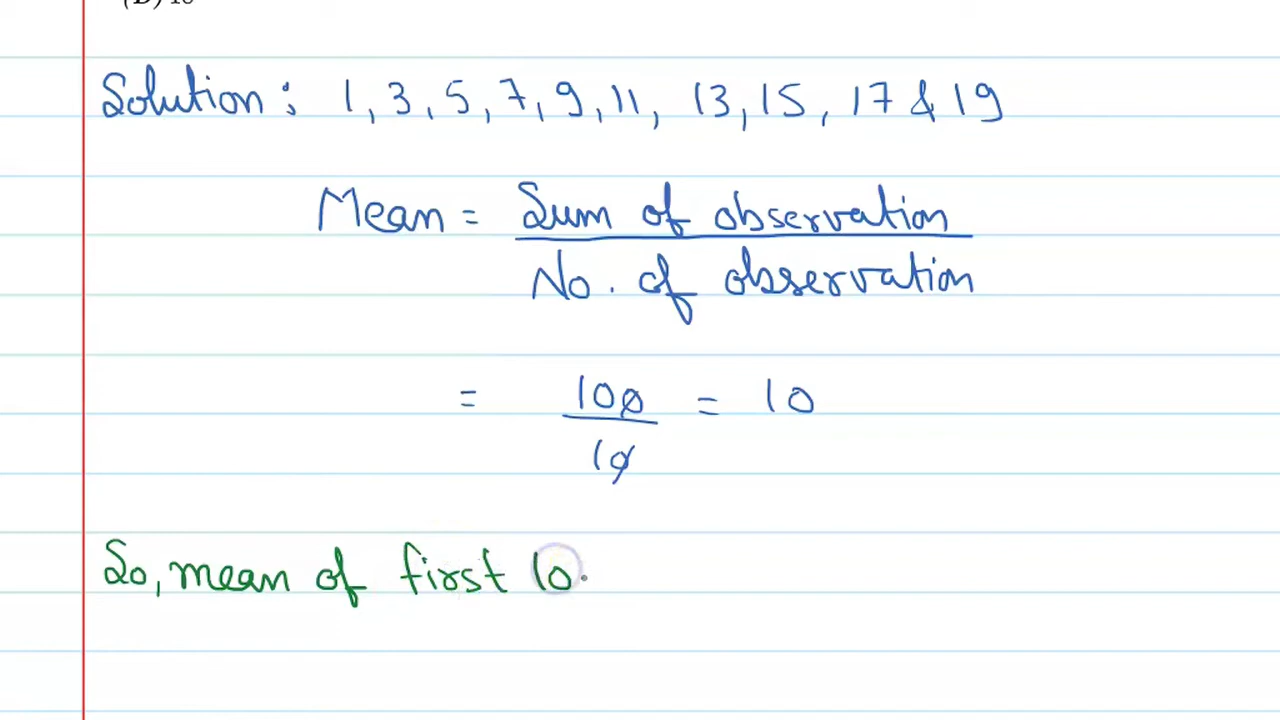 Solution: 1, 3, 5, 7, 9, 11, 13, 15, 17 & 19
Mean = Sum of observation
No. of observation
= 100 = 10
10
So, mean of first 10